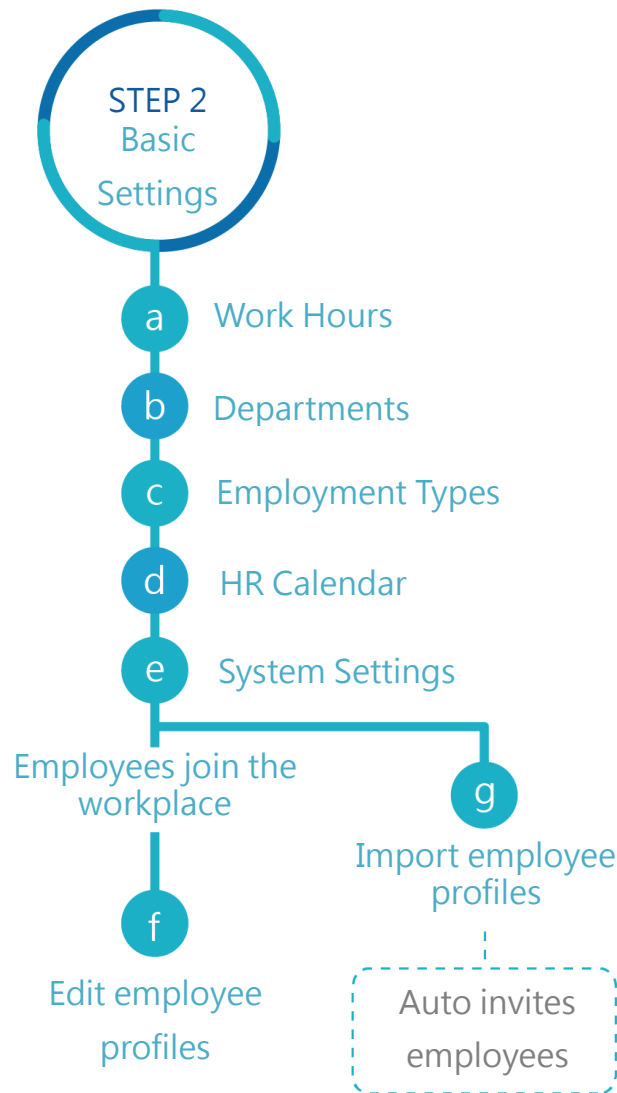 STEP 2
Basic
Settings
a
Work Hours
b
Departments
c
Employment Types
d
HR Calendar
e
System Settings
Employees join the
workplace
f
Edit employee
profiles
g
Import employee
profiles
Auto invites
employees